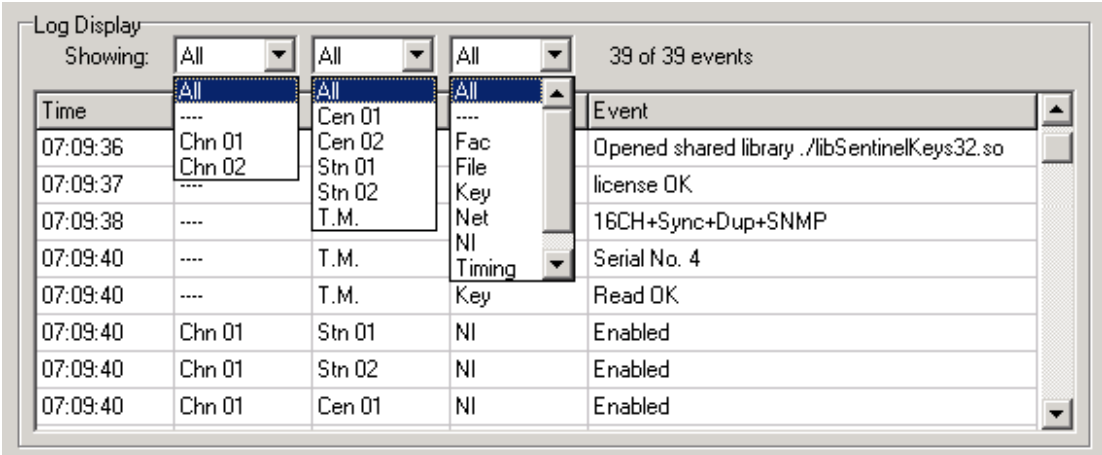 Log Display
Showing: All All All 39 of 39 events
All All All
Time Event
---- Cen 01 ----
Chn 01 Cen 02 Fac
07:09:36 Opened shared library ./libSentinelKeys32.so
Chn 02 Stn 01 File
07:09:37 ---- Stn 02 Key license OK
07:09:38 ---- T.M. Net 16CH+Sync+Dup+SNMP
NI
07:09:40 ---- T.M. Timing Serial No. 4
07:09:40 ---- T.M. Key Read OK
07:09:40 Chn 01 Stn 01 NI Enabled
07:09:40 Chn 01 Stn 02 NI Enabled
07:09:40 Chn 01 Cen 01 NI Enabled